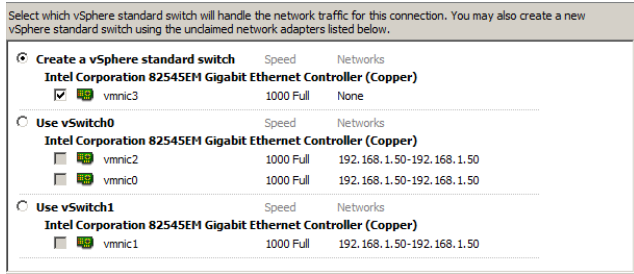 Select which vSphere standard switch will handle the network traffic for this connection. You may also create a new
vSphere standard switch using the unclaimed network adapters listed below.
Create a vSphere standard switch Speed Networks
Intel Corporation 82545EM Gigabit Ethernet Controller (Copper)
vmnic3 1000 Full None
Use vSwitch0 Speed Networks
Intel Corporation 82545EM Gigabit Ethernet Controller (Copper)
vmnic2 1000 Full 192.168.1.50-192.168.1.50
vmnic0 1000 Full 192.168.1.50-192.168.1.50
Use vSwitch1 Speed Networks
Intel Corporation 82545EM Gigabit Ethernet Controller (Copper)
vmnic1 1000 Full 192.168.1.50-192.168.1.50